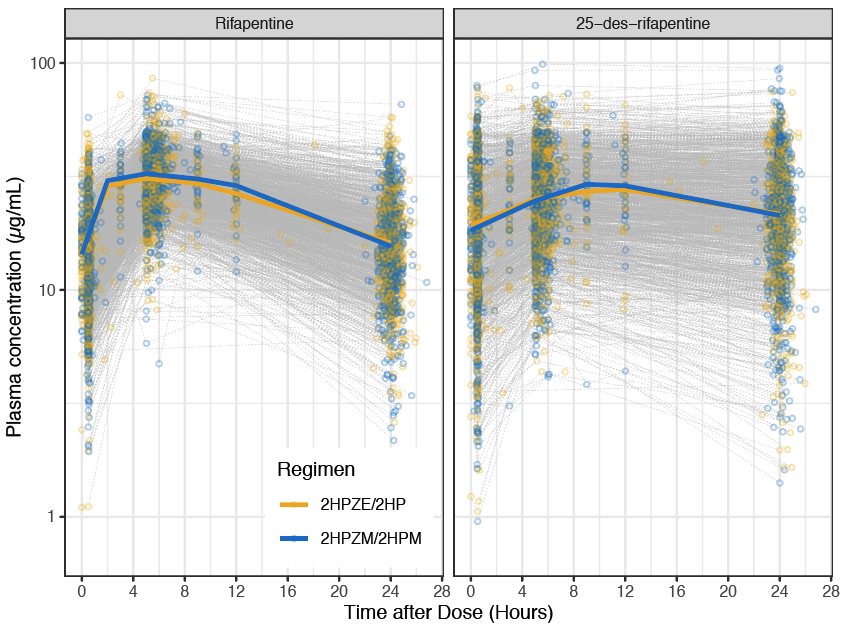 Rifapentine
25−des−rifapentine
Plasma concentration (μg/mL)
100
10
1
Regimen
2HPZE/2HP
2HPZM/2HPM
0 4 8 12 16 20 24 28
0 4 8 12 16 20 24 28
Time after Dose (Hours)